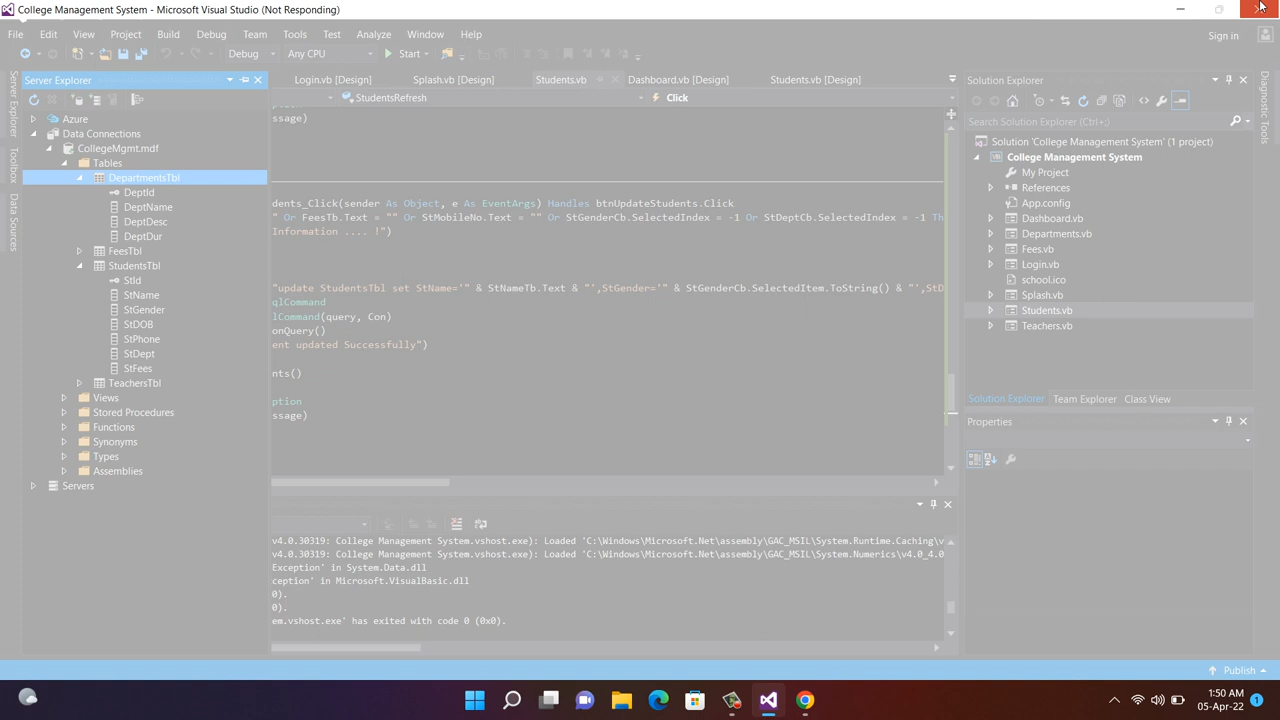 College Management System - Microsoft Visual Studio (Not Responding)
File Edit View Project Build Debug Team Tools Test Analyze Window Help
Sign in
Debug Any CPU Start
Server Explorer
Toolbox
Data Sources
Server Explorer
Azure
Data Connections
CollegeMgmt.mdf
Tables
DepartmentsTbl
DeptId
DeptName
DeptDesc
DeptDur
FeesTbl
StudentsTbl
StId
StName
StGender
StDOB
StPhone
StDept
StFees
TeachersTbl
Views
Stored Procedures
Functions
Synonyms
Types
Assemblies
Servers
Login.vb [Design] Splash.vb [Design] Students.vb Dashboard.vb [Design] Students.vb [Design]
StudentsRefresh Click
ssage)
dents_Click(sender As Object, e As EventArgs) Handles btnUpdateStudents.Click
" Or FeesTb.Text = "" Or StMobileNo.Text = "" Or StGenderCb.SelectedIndex = -1 Or StDeptCb.SelectedIndex = -1 Th
Information .... !")
"update StudentsTbl set StName='" & StNameTb.Text & "',StGender='" & StGenderCb.SelectedItem.ToString() & "',StD
qlCommand
lCommand(query, Con)
onQuery()
ent updated Successfully")
nts()
ption
ssage)
v4.0.30319: College Management System.vshost.exe): Loaded 'C:\Windows\Microsoft.Net\assembly\GAC_MSIL\System.Runtime.Caching\v
v4.0.30319: College Management System.vshost.exe): Loaded 'C:\Windows\Microsoft.Net\assembly\GAC_MSIL\System.Numerics\v4.0_4.0
Exception' in System.Data.dll
ception' in Microsoft.VisualBasic.dll
0).
0).
em.vshost.exe' has exited with code 0 (0x0).
Solution Explorer
Search Solution Explorer (Ctrl+;)
Solution 'College Management System' (1 project)
College Management System
My Project
References
App.config
Dashboard.vb
Departments.vb
Fees.vb
Login.vb
school.ico
Splash.vb
Students.vb
Teachers.vb
Solution Explorer Team Explorer Class View
Properties
Diagnostic Tools
Publish
1:50 AM
05-Apr-22
1